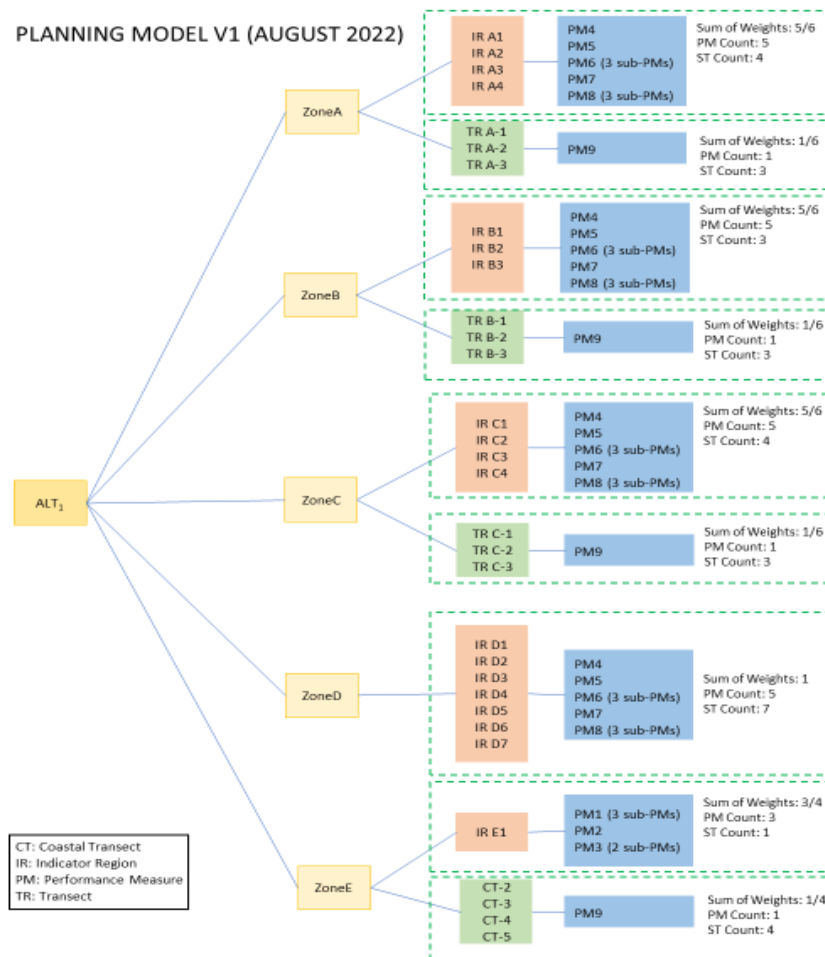 PLANNING MODEL V1 (AUGUST 2022)
IR A1
IR A2
IR A3
IR A4
PM4
PM5
PM6 (3 sub-PMs)
PM7
PM8 (3 sub-PMs)
Sum of Weights: 5/6
PM Count: 5
ST Count: 4
ZoneA
TR A-1
TR A-2
TR A-3
PM9
Sum of Weights: 1/6
PM Count: 1
ST Count: 3
IR B1
IR B2
IR B3
PM4
PM5
PM6 (3 sub-PMs)
PM7
PM8 (3 sub-PMs)
Sum of Weights: 5/6
PM Count: 5
ST Count: 3
ZoneB
TR B-1
TR B-2
TR B-3
PM9
Sum of Weights: 1/6
PM Count: 1
ST Count: 3
IR C1
IR C2
IR C3
IR C4
PM4
PM5
PM6 (3 sub-PMs)
PM7
PM8 (3 sub-PMs)
Sum of Weights: 5/6
PM Count: 5
ST Count: 4
ALT1
ZoneC
TR C-1
TR C-2
TR C-3
PM9
Sum of Weights: 1/6
PM Count: 1
ST Count: 3
IR D1
IR D2
IR D3
IR D4
IR D5
IR D6
IR D7
PM4
PM5
PM6 (3 sub-PMs)
PM7
PM8 (3 sub-PMs)
Sum of Weights: 1
PM Count: 5
ST Count: 7
ZoneD
IR E1
PM1 (3 sub-PMs)
PM2
PM3 (2 sub-PMs)
Sum of Weights: 3/4
PM Count: 3
ST Count: 1
ZoneE
CT-2
CT-3
CT-4
CT-5
PM9
Sum of Weights: 1/4
PM Count: 1
ST Count: 4
CT: Coastal Transect
IR: Indicator Region
PM: Performance Measure
TR: Transect